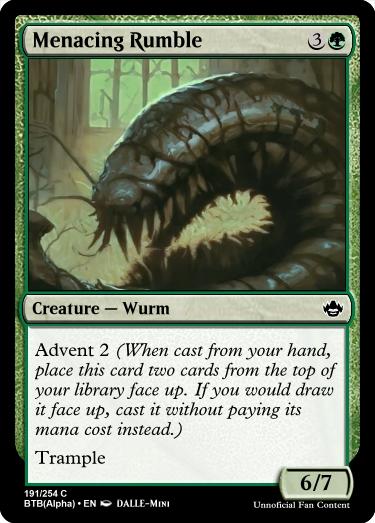 Menacing Rumble 3
Creature — Wurm
Advent 2 (When cast from your hand,
place this card two cards from the top of
your library face up. If you would draw
it face up, cast it without paying its
mana cost instead.)
Trample
6/7
191/254 C
BTB(Alpha) • EN DALLE-Mini
Unnoficial Fan Content